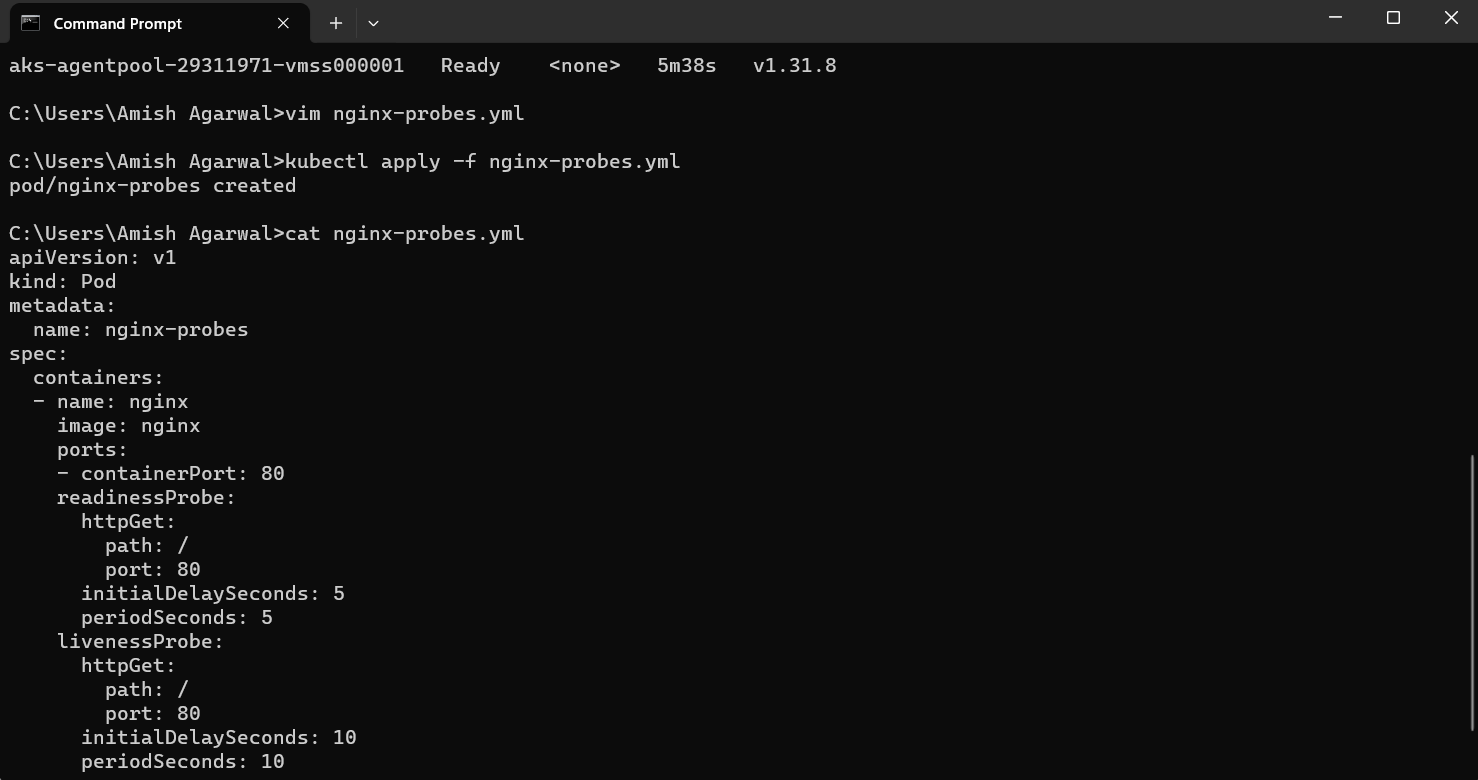 Command Prompt
aks-agentpool-29311971-vmss000001   Ready    <none>   5m38s   v1.31.8
C:\Users\Amish Agarwal>vim nginx-probes.yml
C:\Users\Amish Agarwal>kubectl apply -f nginx-probes.yml
pod/nginx-probes created
C:\Users\Amish Agarwal>cat nginx-probes.yml
apiVersion: v1
kind: Pod
metadata:
  name: nginx-probes
spec:
  containers:
  - name: nginx
    image: nginx
    ports:
    - containerPort: 80
    readinessProbe:
      httpGet:
        path: /
        port: 80
      initialDelaySeconds: 5
      periodSeconds: 5
    livenessProbe:
      httpGet:
        path: /
        port: 80
      initialDelaySeconds: 10
      periodSeconds: 10